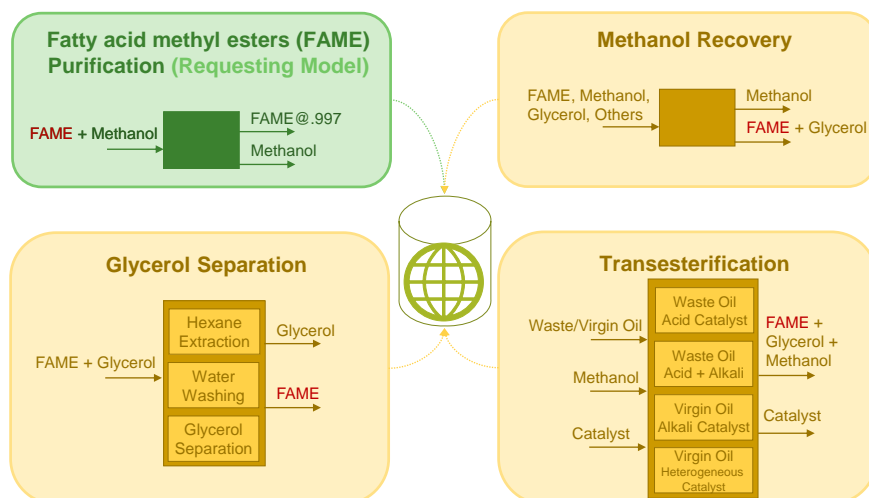 Fatty acid methyl esters (FAME)
Purification (Requesting Model)
FAME + Methanol
FAME@.997
Methanol
Methanol Recovery
FAME, Methanol,
Glycerol, Others
Methanol
FAME + Glycerol
Glycerol Separation
FAME + Glycerol
Hexane
Extraction
Water
Washing
Glycerol
Separation
Glycerol
FAME
Transesterification
Waste/Virgin Oil
Methanol
Catalyst
Waste Oil
Acid Catalyst
Waste Oil
Acid + Alkali
Virgin Oil
Alkali Catalyst
Virgin Oil
Heterogeneous
Catalyst
FAME +
Glycerol +
Methanol
Catalyst